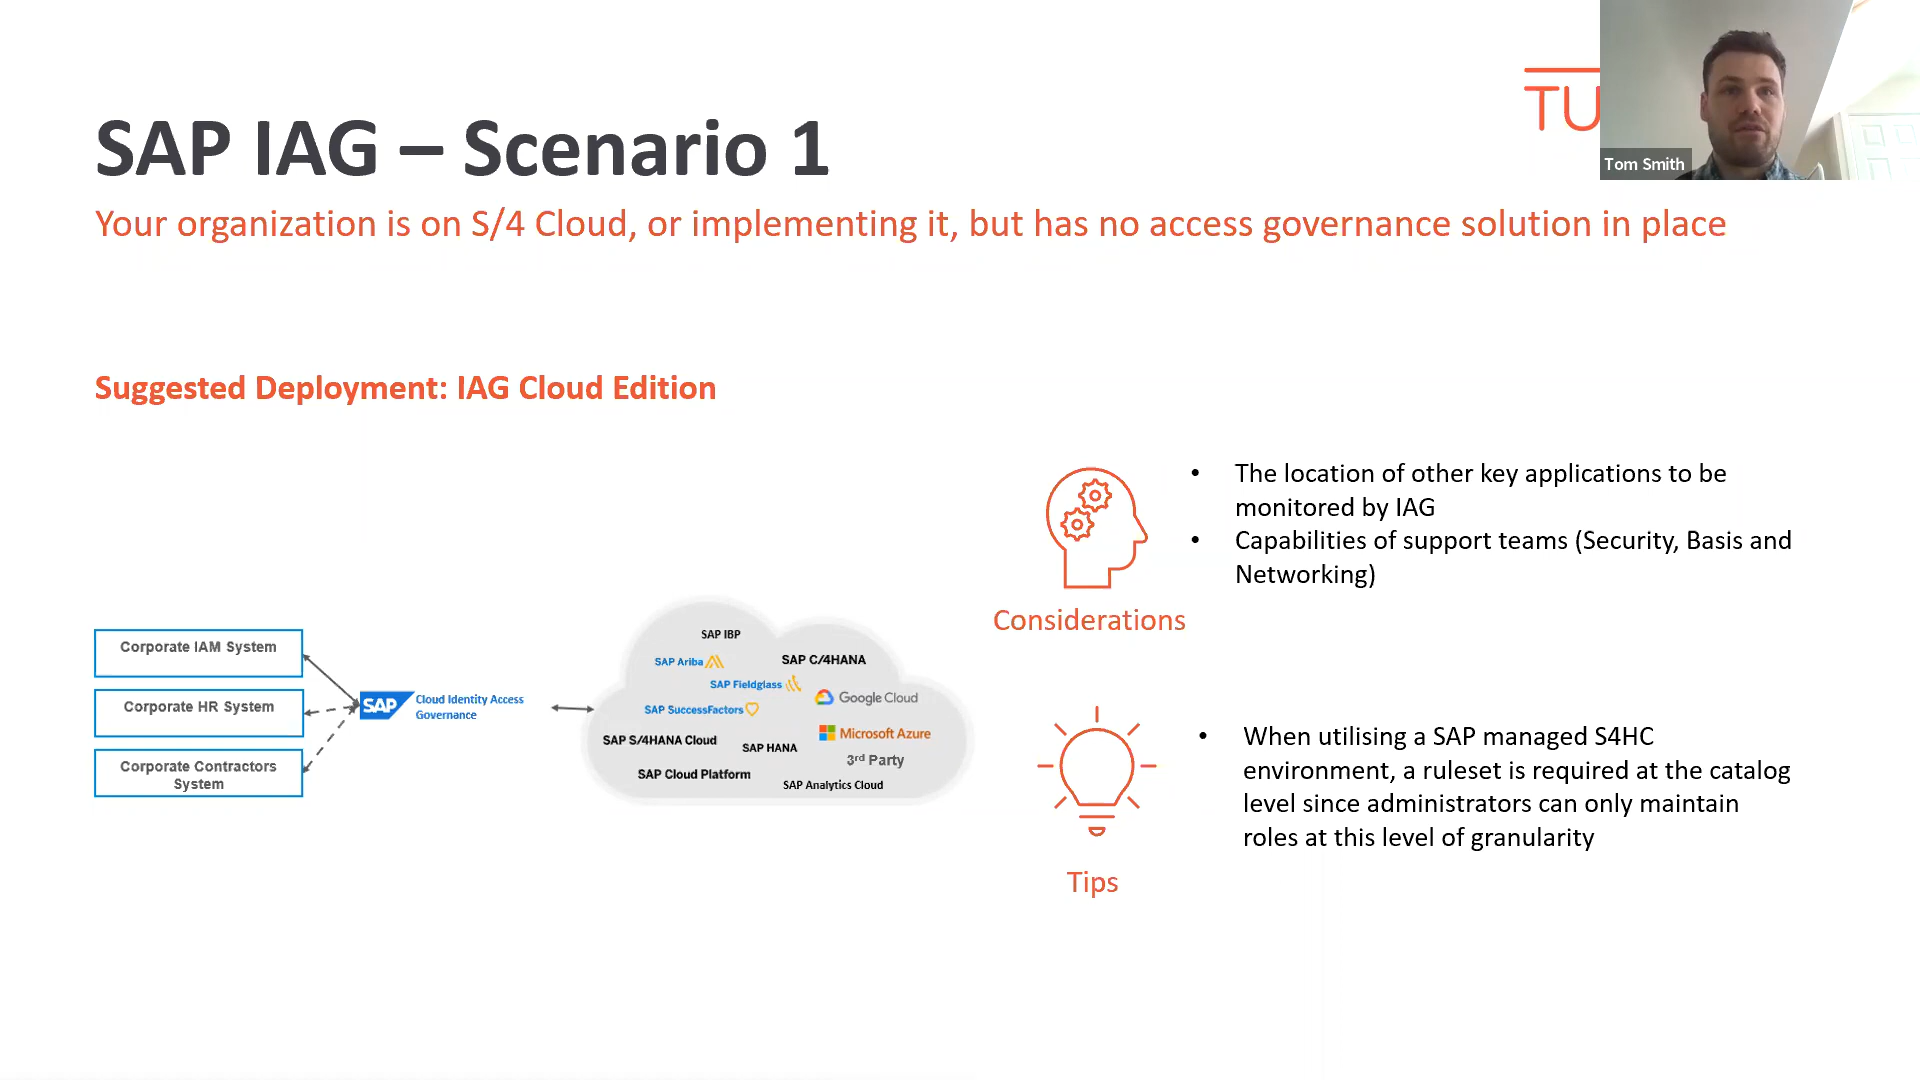 TU
Tom Smith
SAP IAG – Scenario 1
Your organization is on S/4 Cloud, or implementing it, but has no access governance solution in place
Suggested Deployment: IAG Cloud Edition
Corporate IAM System
Corporate HR System
Corporate Contractors
System
SAP
Cloud Identity Access
Governance
SAP IBP
SAP Ariba
SAP C/4HANA
SAP Fieldglass
Google Cloud
SAP SuccessFactors
Microsoft Azure
SAP S/4HANA Cloud
SAP HANA
3rd Party
SAP Cloud Platform
SAP Analytics Cloud
• The location of other key applications to be
monitored by IAG
• Capabilities of support teams (Security, Basis and
Networking)
Considerations
• When utilising a SAP managed S4HC
environment, a ruleset is required at the catalog
level since administrators can only maintain
roles at this level of granularity
Tips